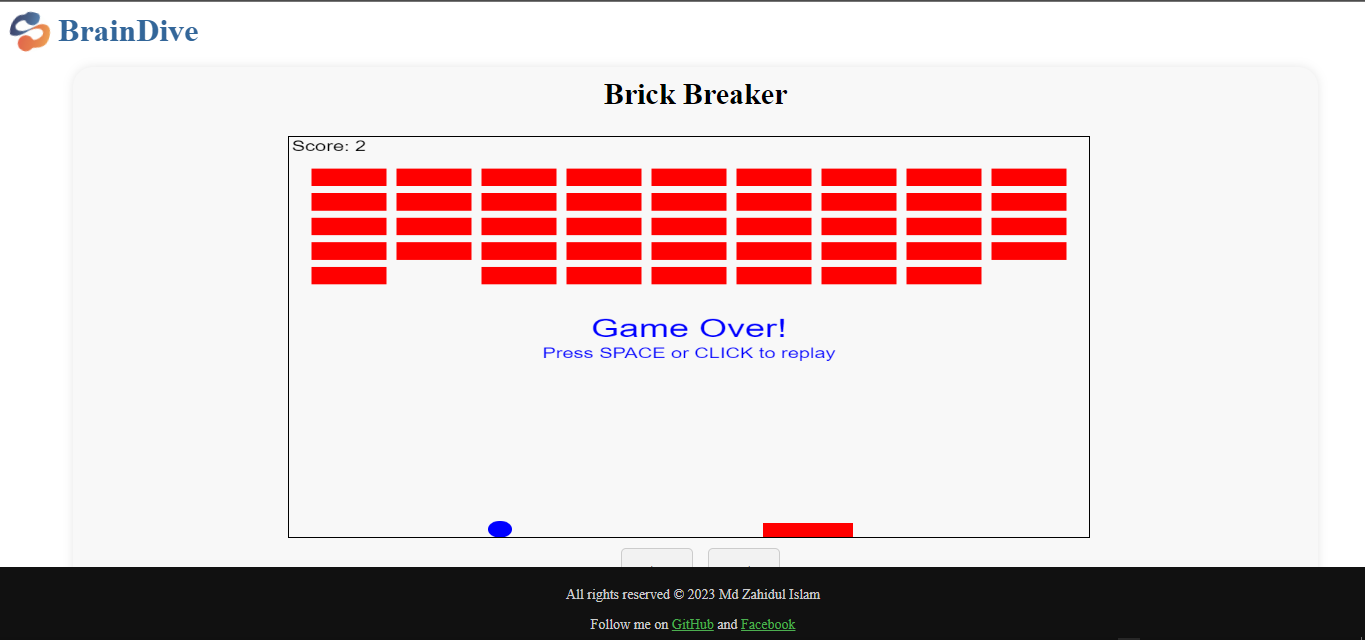 BrainDive
Brick Breaker
Score: 2
Game Over!
Press SPACE or CLICK to replay
All rights reserved © 2023 Md Zahidul Islam
Follow me on GitHub and Facebook